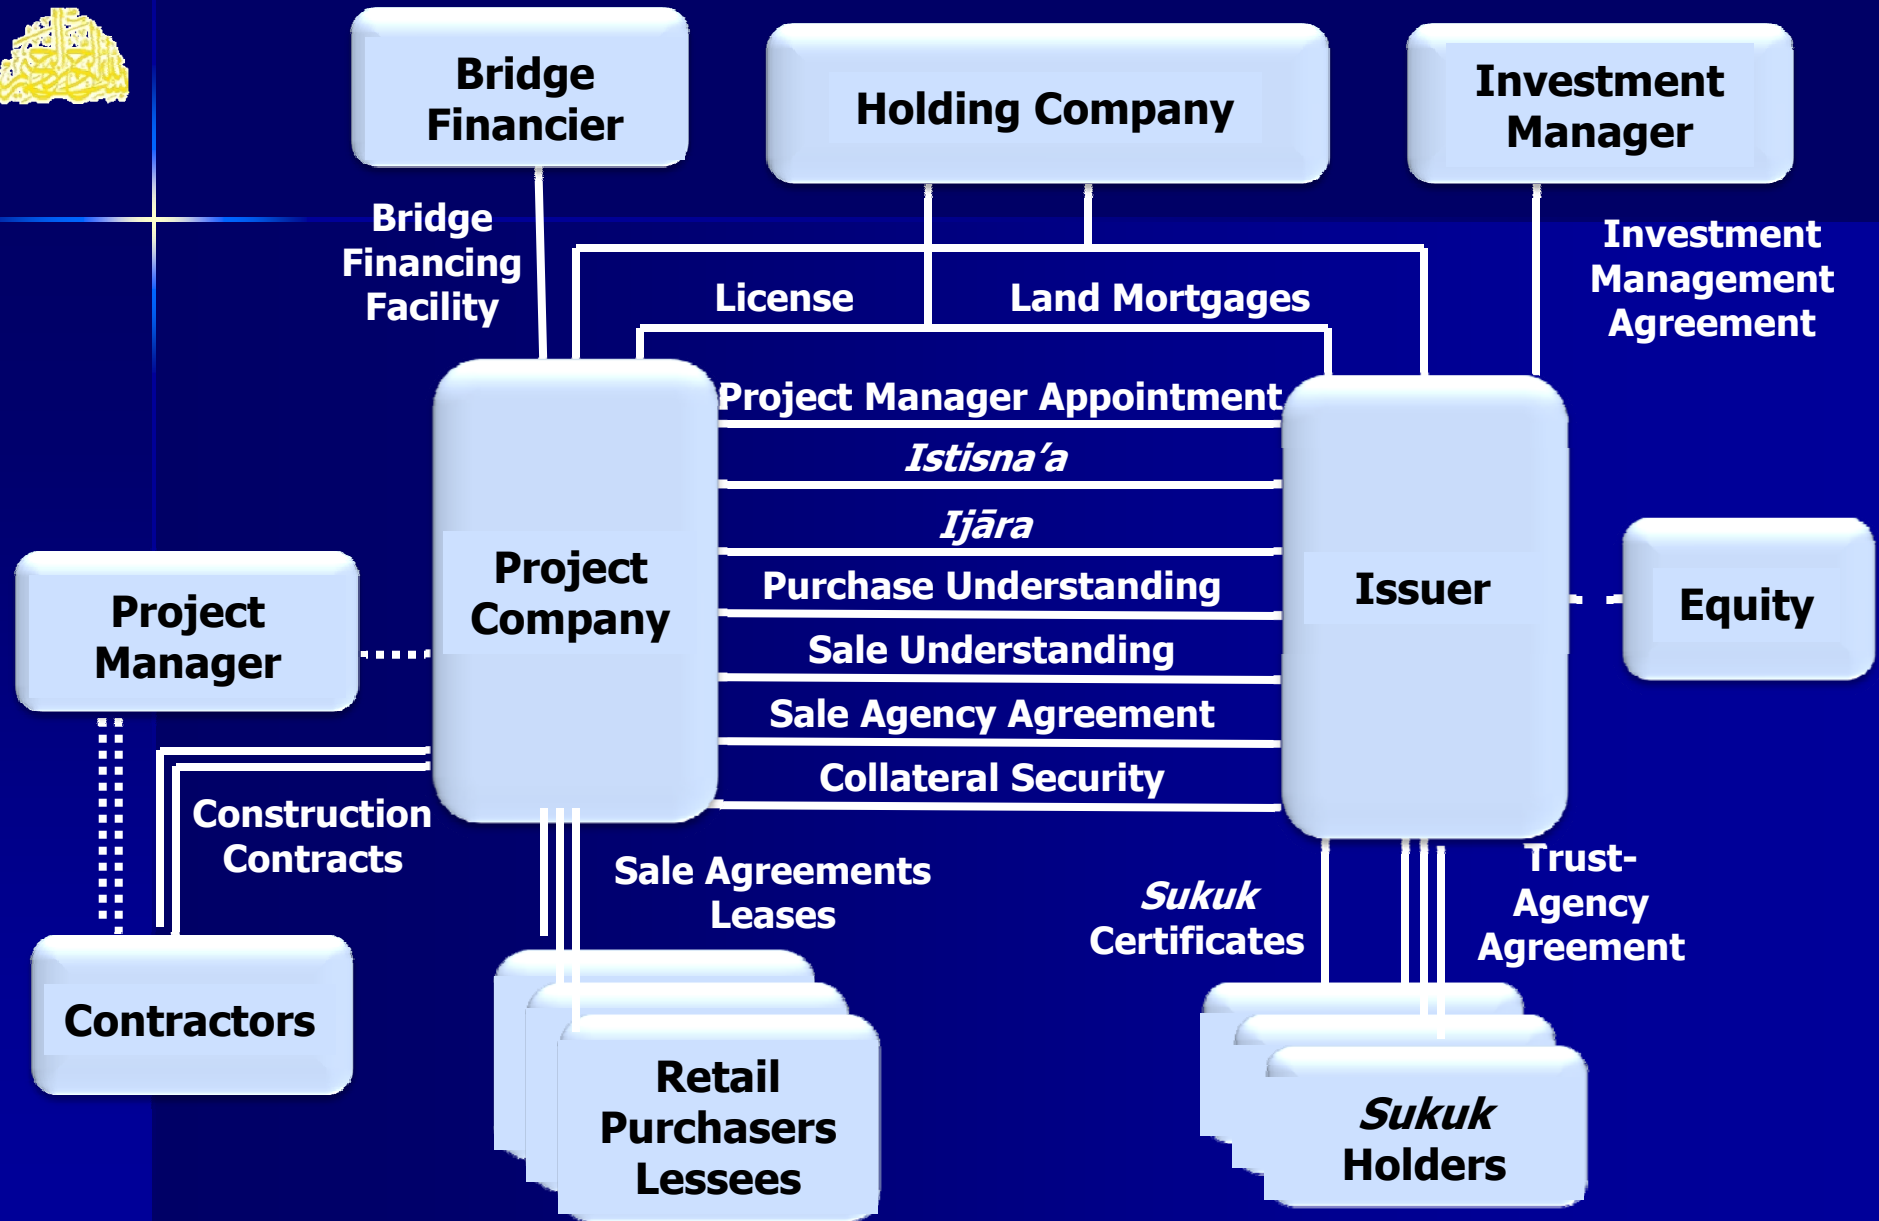 Bridge
Financier
Holding Company
Investment
Manager
Bridge
Financing
Facility
License
Land Mortgages
Investment
Management
Agreement
Project Manager Appointment
Istisna’a
Ijāra
Purchase Understanding
Sale Understanding
Sale Agency Agreement
Collateral Security
Project
Company
Issuer
Equity
Project
Manager
Construction
Contracts
Sale Agreements
Leases
Sukuk
Certificates
Trust-
Agency
Agreement
Contractors
Retail
Purchasers
Lessees
Sukuk
Holders